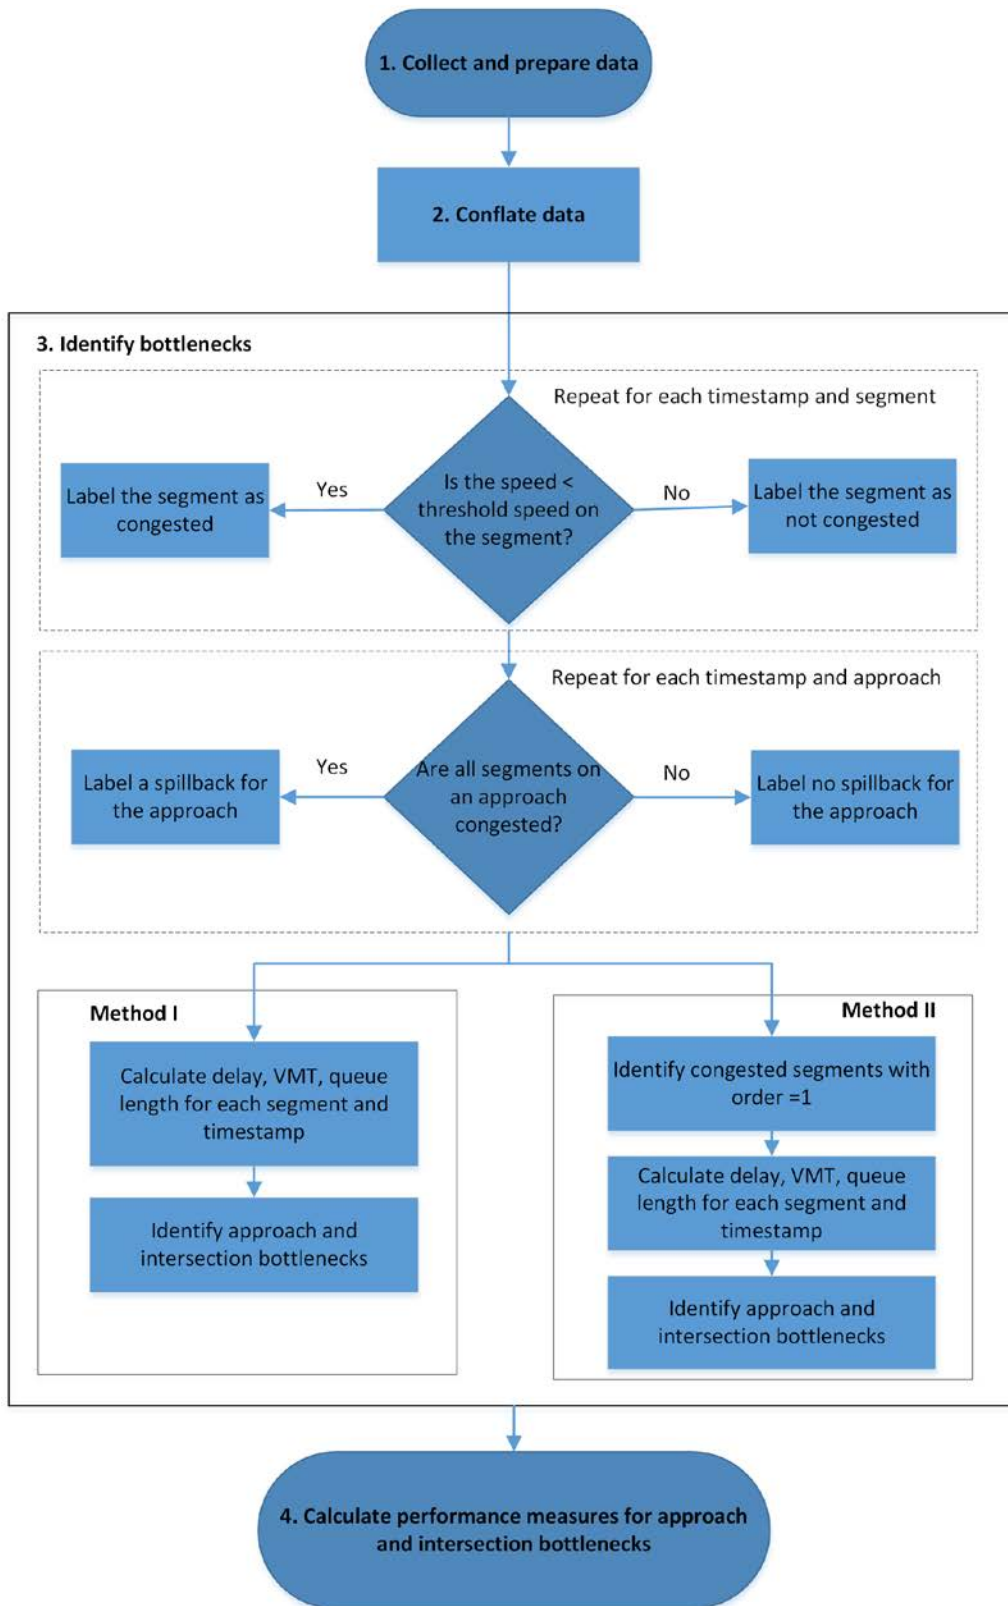 1. Collect and prepare data
2. Conflate data
3. Identify bottlenecks
Repeat for each timestamp and segment
Is the speed <
threshold speed on
the segment?
Yes
Label the segment as
congested
No
Label the segment as
not congested
Repeat for each timestamp and approach
Are all segments on
an approach
congested?
Yes
Label a spillback for
the approach
No
Label no spillback for
the approach
Method I
Calculate delay, VMT, queue
length for each segment and
timestamp
Identify approach and
intersection bottlenecks
Method II
Identify congested segments with
order =1
Calculate delay, VMT, queue
length for each segment and
timestamp
Identify approach and
intersection bottlenecks
4. Calculate performance measures for approach
and intersection bottlenecks